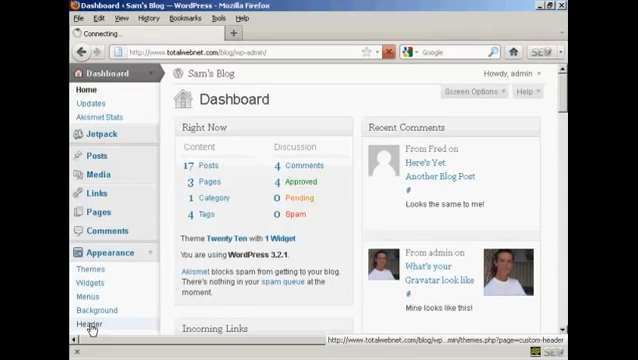 Dashboard ‹ Sam's Blog — WordPress - Mozilla Firefox
File Edit View History Bookmarks Tools Help
Connecting...
http://www.totalwebnet.com/blog/wp-admin/
Google
SEO
Dashboard
Sam's Blog
Howdy, admin
Home
Updates
Akismet Stats
Jetpack
Posts
Media
Links
Pages
Comments
Appearance
Themes
Widgets
Menus
Background
Header
Dashboard
Screen Options
Help
Right Now
Content
Discussion
17 Posts
4 Comments
3 Pages
4 Approved
1 Category
0 Pending
4 Tags
0 Spam
Theme Twenty Ten with 1 Widget
You are using WordPress 3.2.1.
Akismet blocks spam from getting to your blog.
There's nothing in your spam queue at the
moment.
Incoming Links
Recent Comments
From Fred on
Here's Yet
Another Blog Post
#
Looks the same to me!
From admin on
What's your
Gravatar look like
#
Mine looks like this!
http://www.totalwebnet.com/blog/w...min/themes.php?page=custom-header
SEO